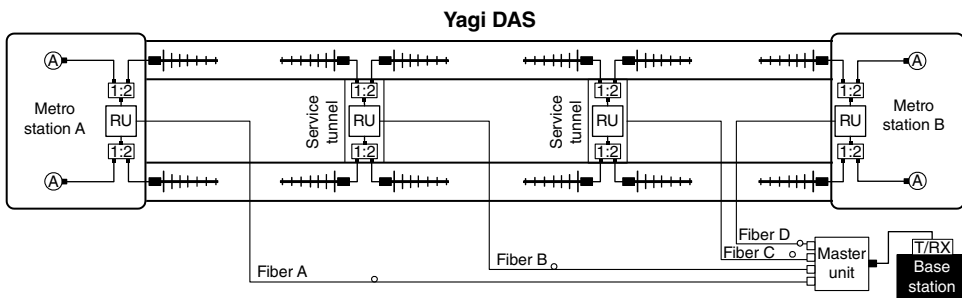 Yagi DAS
A
A
1:2
1:2
1:2
1:2
Metro
station A
RU
Service
tunnel
RU
Service
tunnel
RU
RU
Metro
station B
1:2
1:2
1:2
1:2
A
A
Fiber D
Fiber C
Fiber B
Fiber A
Master
unit
T/RX
Base
station